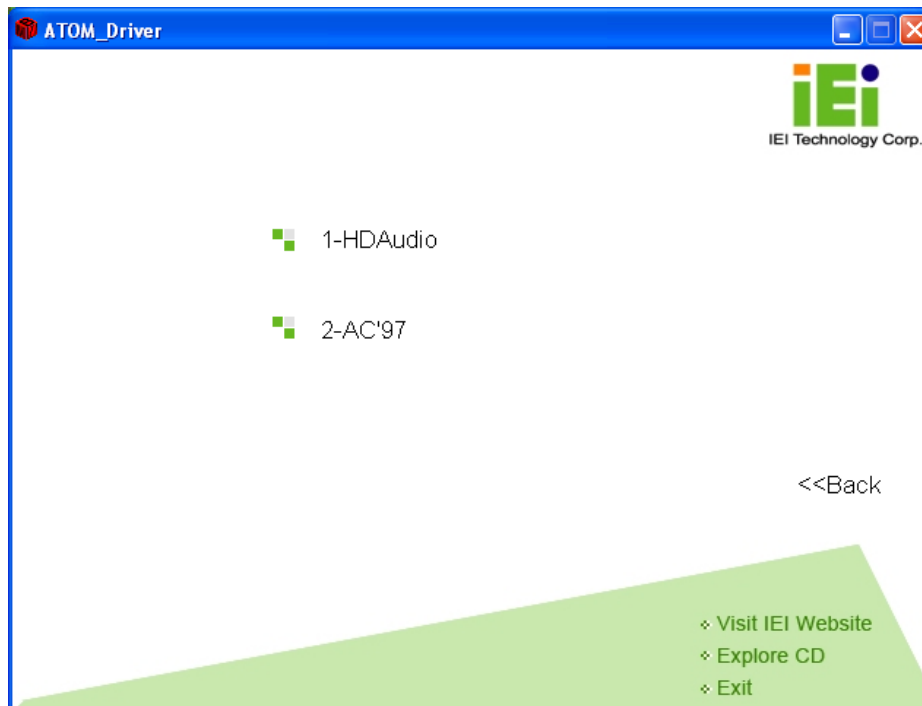 ATOM_Driver
iEi
IEI Technology Corp.
1-HDAudio
2-AC'97
<<Back
Visit IEI Website
Explore CD
Exit